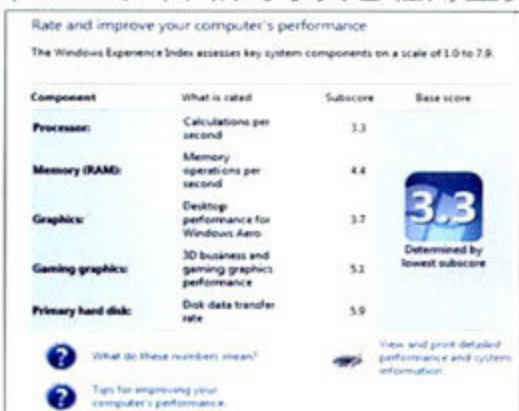 Rate and improve your computer's performance
The Windows Experience Index assesses key system components on a scale of 1.0 to 7.9.
Component What is rated Subscore Base score
Processor: Calculations per second 3.3
Memory (RAM): Memory operations per second 4.4
Graphics: Desktop performance for Windows Aero 3.7
Gaming graphics: 3D business and gaming graphics performance 5.1
Primary hard disk: Disk data transfer rate 5.9
3.3
Determined by
lowest subscore
What do these numbers mean?
View and print detailed
performance and system
information
Tips for improving your
computer's performance.